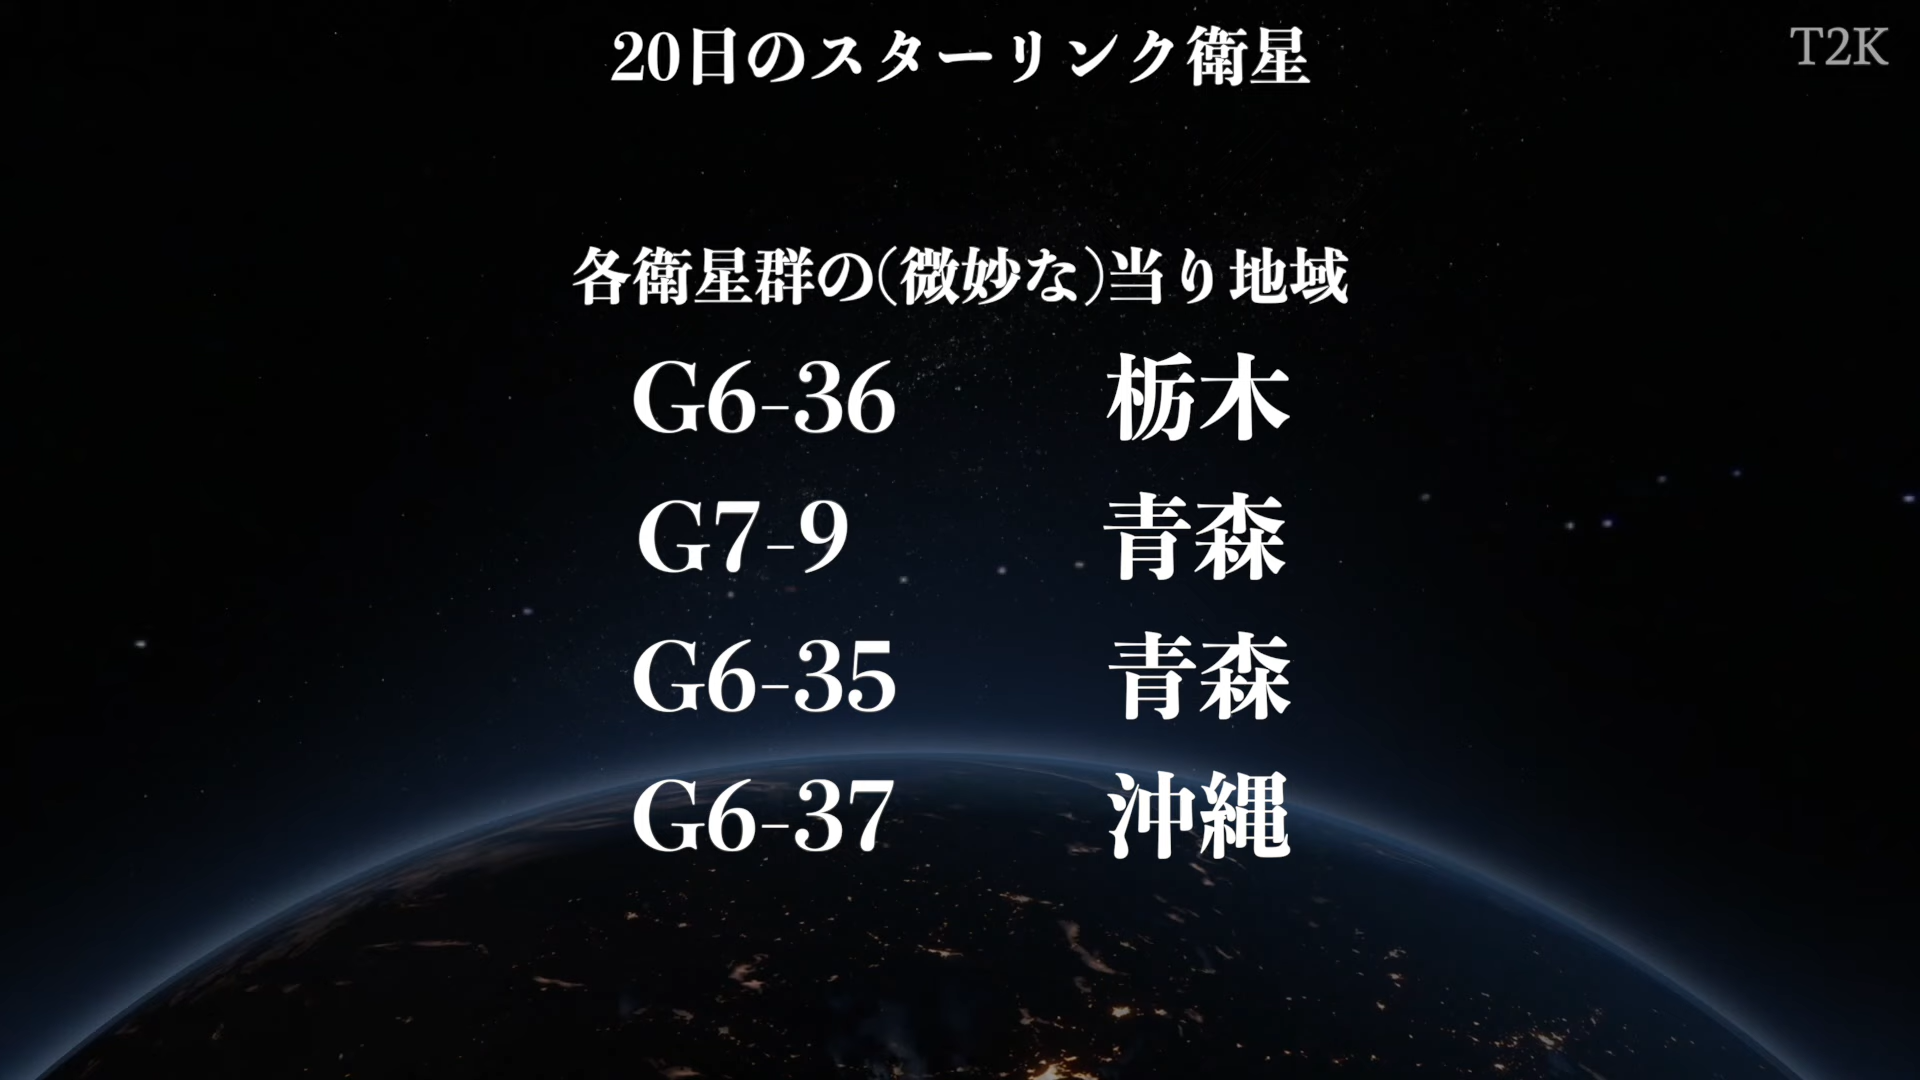 20日のスターリンク衛星
T2K
各衛星群の(微妙な)当り地域
G6-36 栃木
G7-9 青森
G6-35 青森
G6-37 沖縄